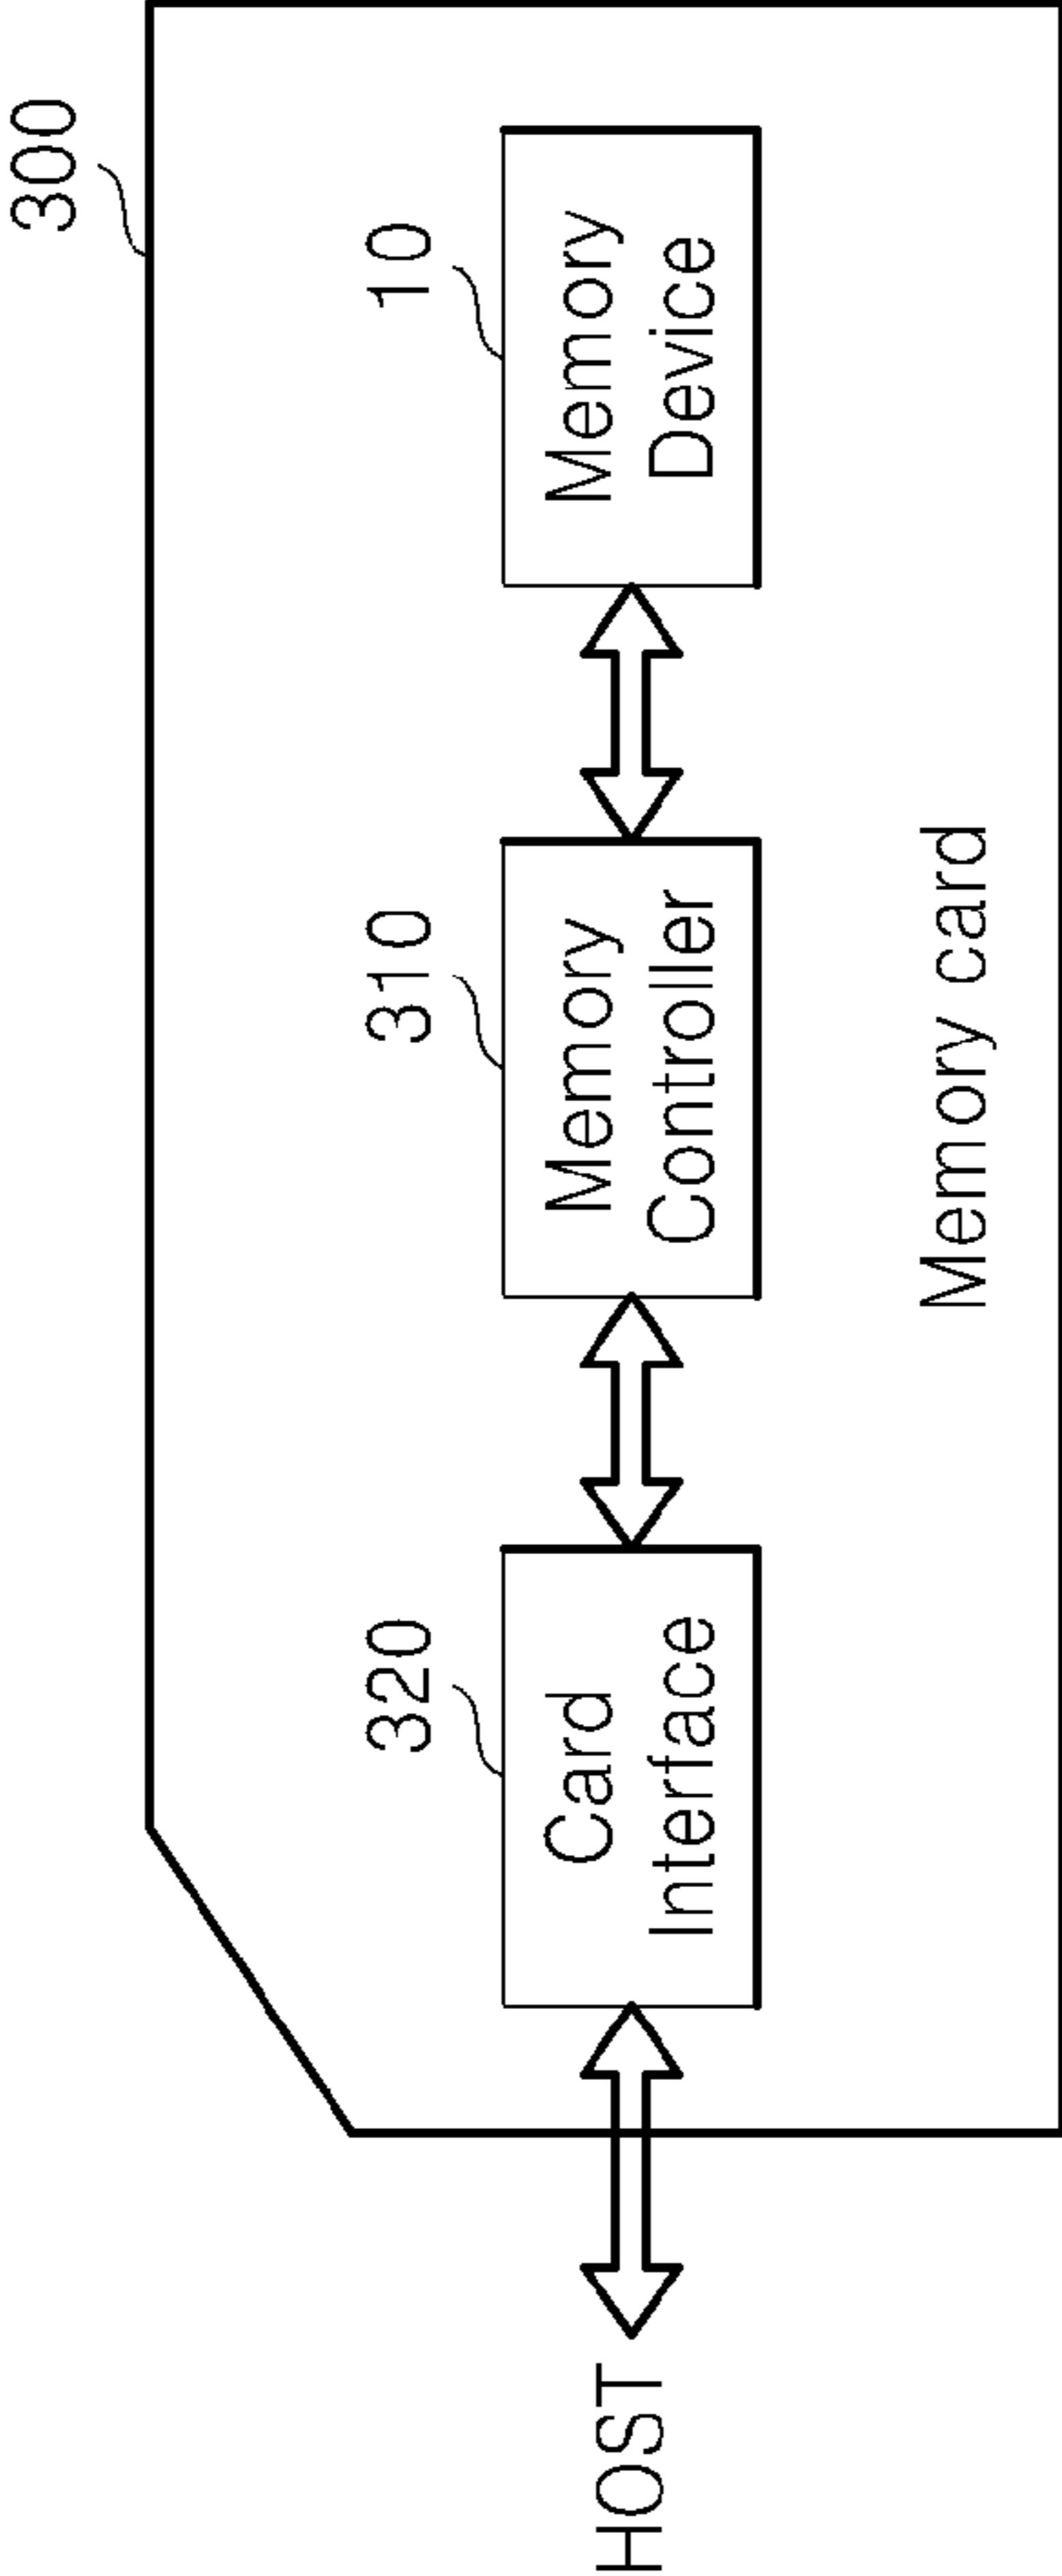 300
320
310
10
Card
Interface
Memory
Controller
Memory
Device
HOST
Memory card